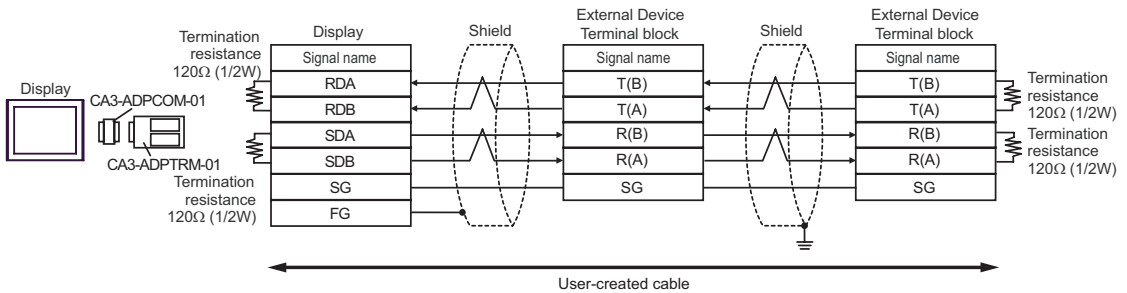 Display
CA3-ADPCOM-01
CA3-ADPTRM-01
Termination
resistance
120Ω (1/2W)
Termination
resistance
120Ω (1/2W)
Display
Signal name
RDA
RDB
SDA
SDB
SG
FG
Shield
External Device
Terminal block
Signal name
T(B)
T(A)
R(B)
R(A)
SG
Shield
External Device
Terminal block
Signal name
T(B)
T(A)
R(B)
R(A)
SG
Termination
resistance
120Ω (1/2W)
Termination
resistance
120Ω (1/2W)
User-created cable